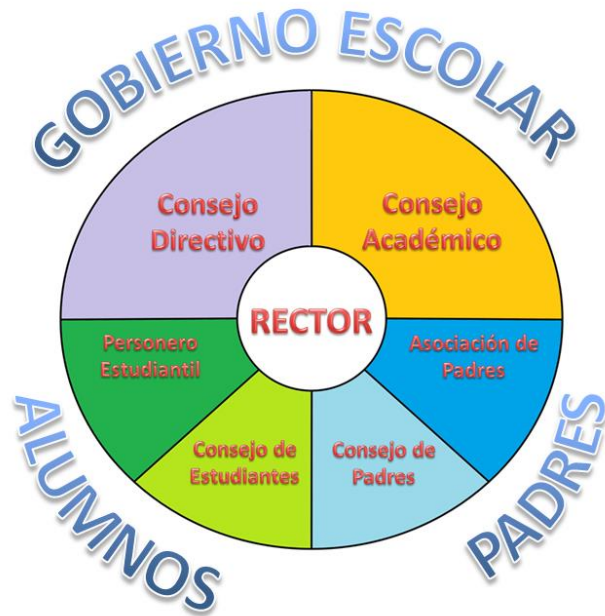 GOBIERNO ESCOLAR
Consejo
Directivo
Consejo
Académico
RECTOR
Personero
Estudiantil
Asociación de
Padres
Consejo de
Estudiantes
Consejo de
Padres
ALUMNOS
PADRES